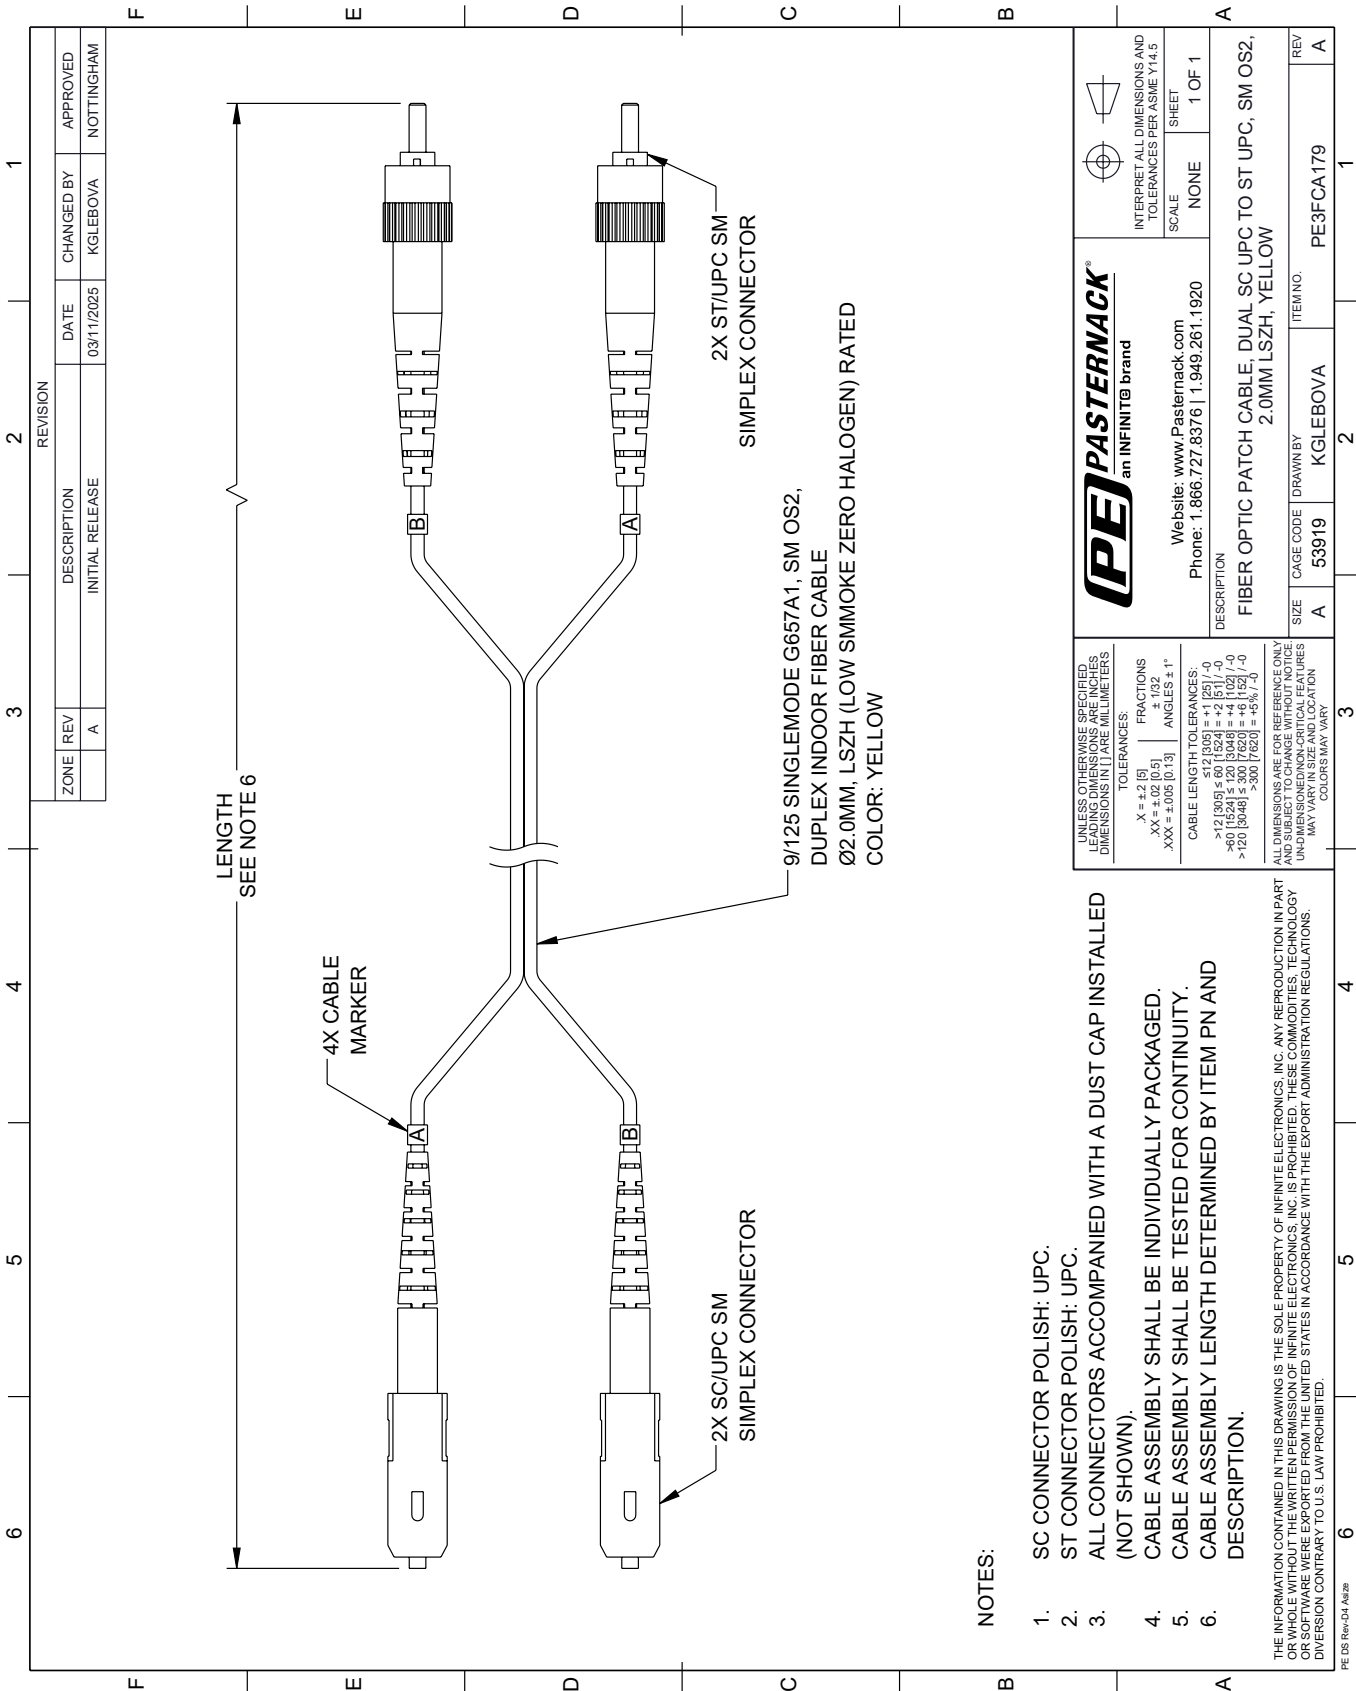 6
5
4
3
2
1
F
E
D
C
B
A
REVISION
ZONE REV DESCRIPTION DATE CHANGED BY APPROVED
A INITIAL RELEASE 03/11/2025 KGLEBOVA NOTTINGHAM
LENGTH
SEE NOTE 6
4X CABLE
MARKER
A
B
B
A
2X SC/UPC SM
SIMPLEX CONNECTOR
2X ST/UPC SM
SIMPLEX CONNECTOR
9/125 SINGLEMODE G657A1, SM OS2,
DUPLEX INDOOR FIBER CABLE
Ø2.0MM, LSZH (LOW SMMOKE ZERO HALOGEN) RATED
COLOR: YELLOW
NOTES:
1. SC CONNECTOR POLISH: UPC.
2. ST CONNECTOR POLISH: UPC.
3. ALL CONNECTORS ACCOMPANIED WITH A DUST CAP INSTALLED
(NOT SHOWN).
4. CABLE ASSEMBLY SHALL BE INDIVIDUALLY PACKAGED.
5. CABLE ASSEMBLY SHALL BE TESTED FOR CONTINUITY.
6. CABLE ASSEMBLY LENGTH DETERMINED BY ITEM PN AND
DESCRIPTION.
THE INFORMATION CONTAINED IN THIS DRAWING IS THE SOLE PROPERTY OF INFINITE ELECTRONICS, INC. ANY REPRODUCTION IN PART
OR WHOLE WITHOUT THE WRITTEN PERMISSION OF INFINITE ELECTRONICS, INC. IS PROHIBITED. THESE COMMODITIES, TECHNOLOGY
OR SOFTWARE WERE EXPORTED FROM THE UNITED STATES IN ACCORDANCE WITH THE EXPORT ADMINISTRATION REGULATIONS.
DIVERSION CONTRARY TO U.S. LAW PROHIBITED.
UNLESS OTHERWISE SPECIFIED
LEADING DIMENSIONS ARE INCHES
DIMENSIONS IN [ ] ARE MILLIMETERS
TOLERANCES:
.X = ±.2 [5] FRACTIONS
.XX = ±.02 [0.5] ± 1/32
.XXX = ±.005 [0.13] ANGLES ± 1°
CABLE LENGTH TOLERANCES:
≤12 [305] = +1 [25] / -0
>12 [305] ≤ 60 [1524] = +2 [51] / -0
>60 [1524] ≤ 120 [3048] = +4 [102] / -0
>120 [3048] ≤ 300 [7620] = +6 [152] / -0
>300 [7620] = +5% / -0
ALL DIMENSIONS ARE FOR REFERENCE ONLY
AND SUBJECT TO CHANGE WITHOUT NOTICE.
UN-DIMENSIONED/NON-CRITICAL FEATURES
MAY VARY IN SIZE AND LOCATION
COLORS MAY VARY
PE PASTERNACK®
an INFINIT@ brand
Website: www.Pasternack.com
Phone: 1.866.727.8376 | 1.949.261.1920
INTERPRET ALL DIMENSIONS AND
TOLERANCES PER ASME Y14.5
SCALE SHEET
NONE 1 OF 1
DESCRIPTION
FIBER OPTIC PATCH CABLE, DUAL SC UPC TO ST UPC, SM OS2,
2.0MM LSZH, YELLOW
SIZE CAGE CODE DRAWN BY ITEM NO. REV
A 53919 KGLEBOVA PE3FCA179 A
F
E
D
C
B
A
6
5
4
3
2
1
PE DS Rev-D4 Asize